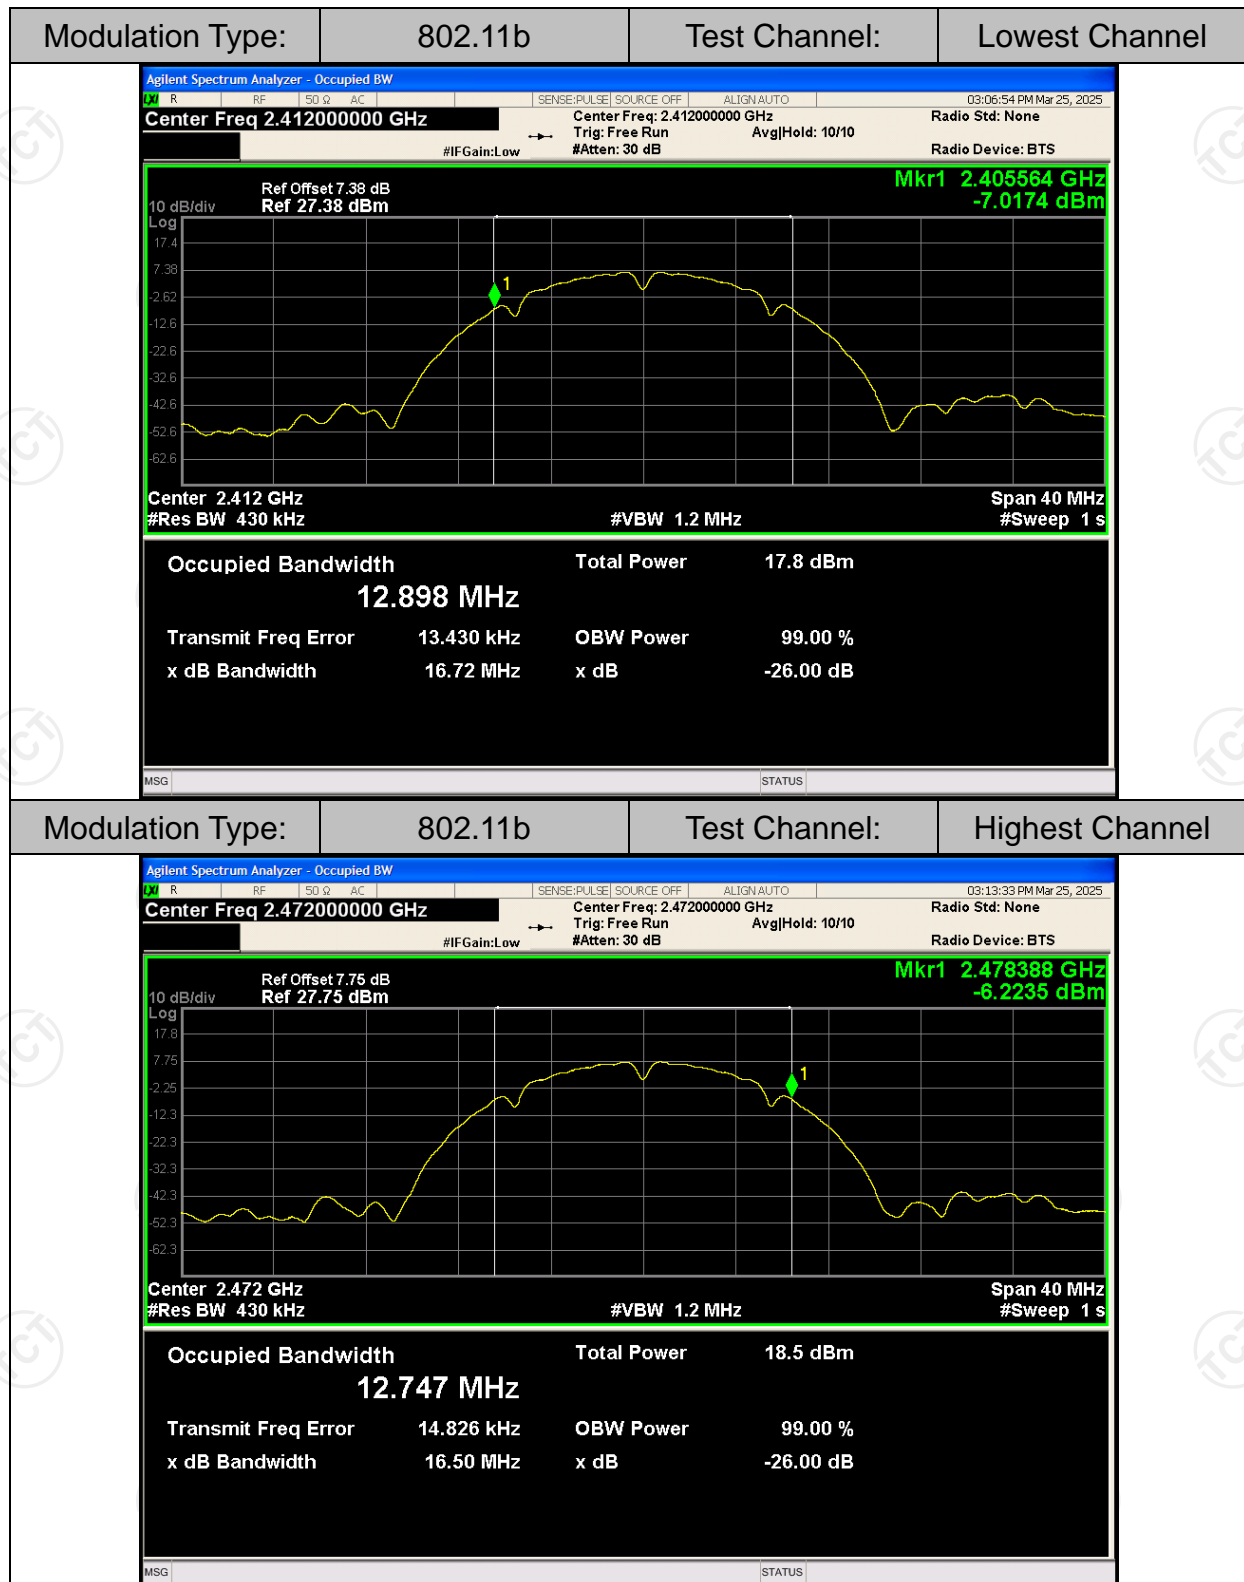 Modulation Type: 802.11b Test Channel: Lowest Channel
Agilent Spectrum Analyzer - Occupied BW
LXI R RF 50 Ω AC SENSE:PULSE SOURCE OFF ALIGN AUTO 03:06:54 PM Mar 25, 2025
Center Freq 2.412000000 GHz Center Freq: 2.412000000 GHz Radio Std: None
Trig: Free Run Avg|Hold: 10/10
#IFGain:Low #Atten: 30 dB Radio Device: BTS
Mkr1 2.405564 GHz
Ref Offset 7.38 dB
-7.0174 dBm
10 dB/div Ref 27.38 dBm
Log
17.4
7.38
-2.62
-12.6
-22.6
-32.6
-42.6
-52.6
-62.6
1
Center 2.412 GHz Span 40 MHz
#Res BW 430 kHz #VBW 1.2 MHz #Sweep 1 s
Occupied Bandwidth Total Power 17.8 dBm
12.898 MHz
Transmit Freq Error 13.430 kHz OBW Power 99.00 %
x dB Bandwidth 16.72 MHz x dB -26.00 dB
MSG STATUS
Modulation Type: 802.11b Test Channel: Highest Channel
Agilent Spectrum Analyzer - Occupied BW
LXI R RF 50 Ω AC SENSE:PULSE SOURCE OFF ALIGN AUTO 03:13:33 PM Mar 25, 2025
Center Freq 2.472000000 GHz Center Freq: 2.472000000 GHz Radio Std: None
Trig: Free Run Avg|Hold: 10/10
#IFGain:Low #Atten: 30 dB Radio Device: BTS
Mkr1 2.478388 GHz
Ref Offset 7.75 dB
-6.2235 dBm
10 dB/div Ref 27.75 dBm
Log
17.8
7.75
-2.25
-12.3
-22.3
-32.3
-42.3
-52.3
-62.3
1
Center 2.472 GHz Span 40 MHz
#Res BW 430 kHz #VBW 1.2 MHz #Sweep 1 s
Occupied Bandwidth Total Power 18.5 dBm
12.747 MHz
Transmit Freq Error 14.826 kHz OBW Power 99.00 %
x dB Bandwidth 16.50 MHz x dB -26.00 dB
MSG STATUS
TCT